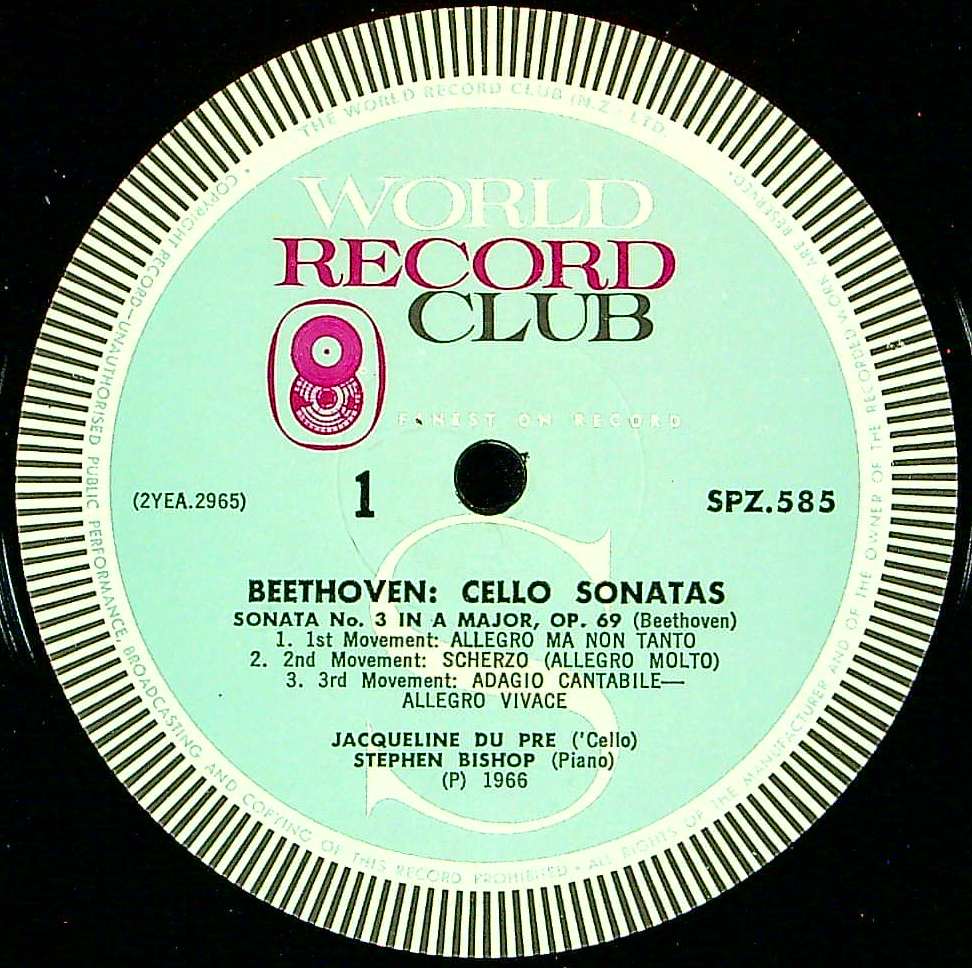 THE WORLD RECORD CLUB (N.Z.) LTD.
WORLD
RECORD
CLUB
FINEST ON RECORD
(2YEA.2965)
1
SPZ.585
S
BEETHOVEN: CELLO SONATAS
SONATA No. 3 IN A MAJOR, OP. 69 (Beethoven)
1. 1st Movement: ALLEGRO MA NON TANTO
2. 2nd Movement: SCHERZO (ALLEGRO MOLTO)
3. 3rd Movement: ADAGIO CANTABILE—
ALLEGRO VIVACE
JACQUELINE DU PRE ('Cello)
STEPHEN BISHOP (Piano)
(P) 1966
COPYRIGHT RECORD—UNAUTHORISED PUBLIC PERFORMANCE, BROADCASTING AND COPYING OF THIS RECORD PROHIBITED • ALL RIGHTS OF THE MANUFACTURER AND OF THE OWNER OF THE RECORDED WORK ARE RESERVED